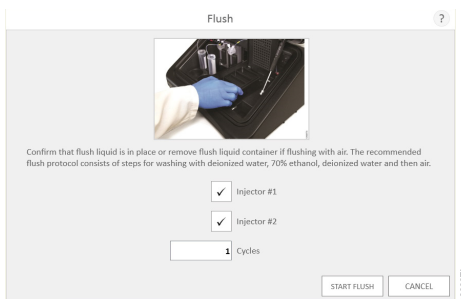 Flush
?
Confirm that flush liquid is in place or remove flush liquid container if flushing with air. The recommended
flush protocol consists of steps for washing with deionized water, 70% ethanol, deionized water and then air.
Injector #1
Injector #2
1 Cycles
START FLUSH CANCEL